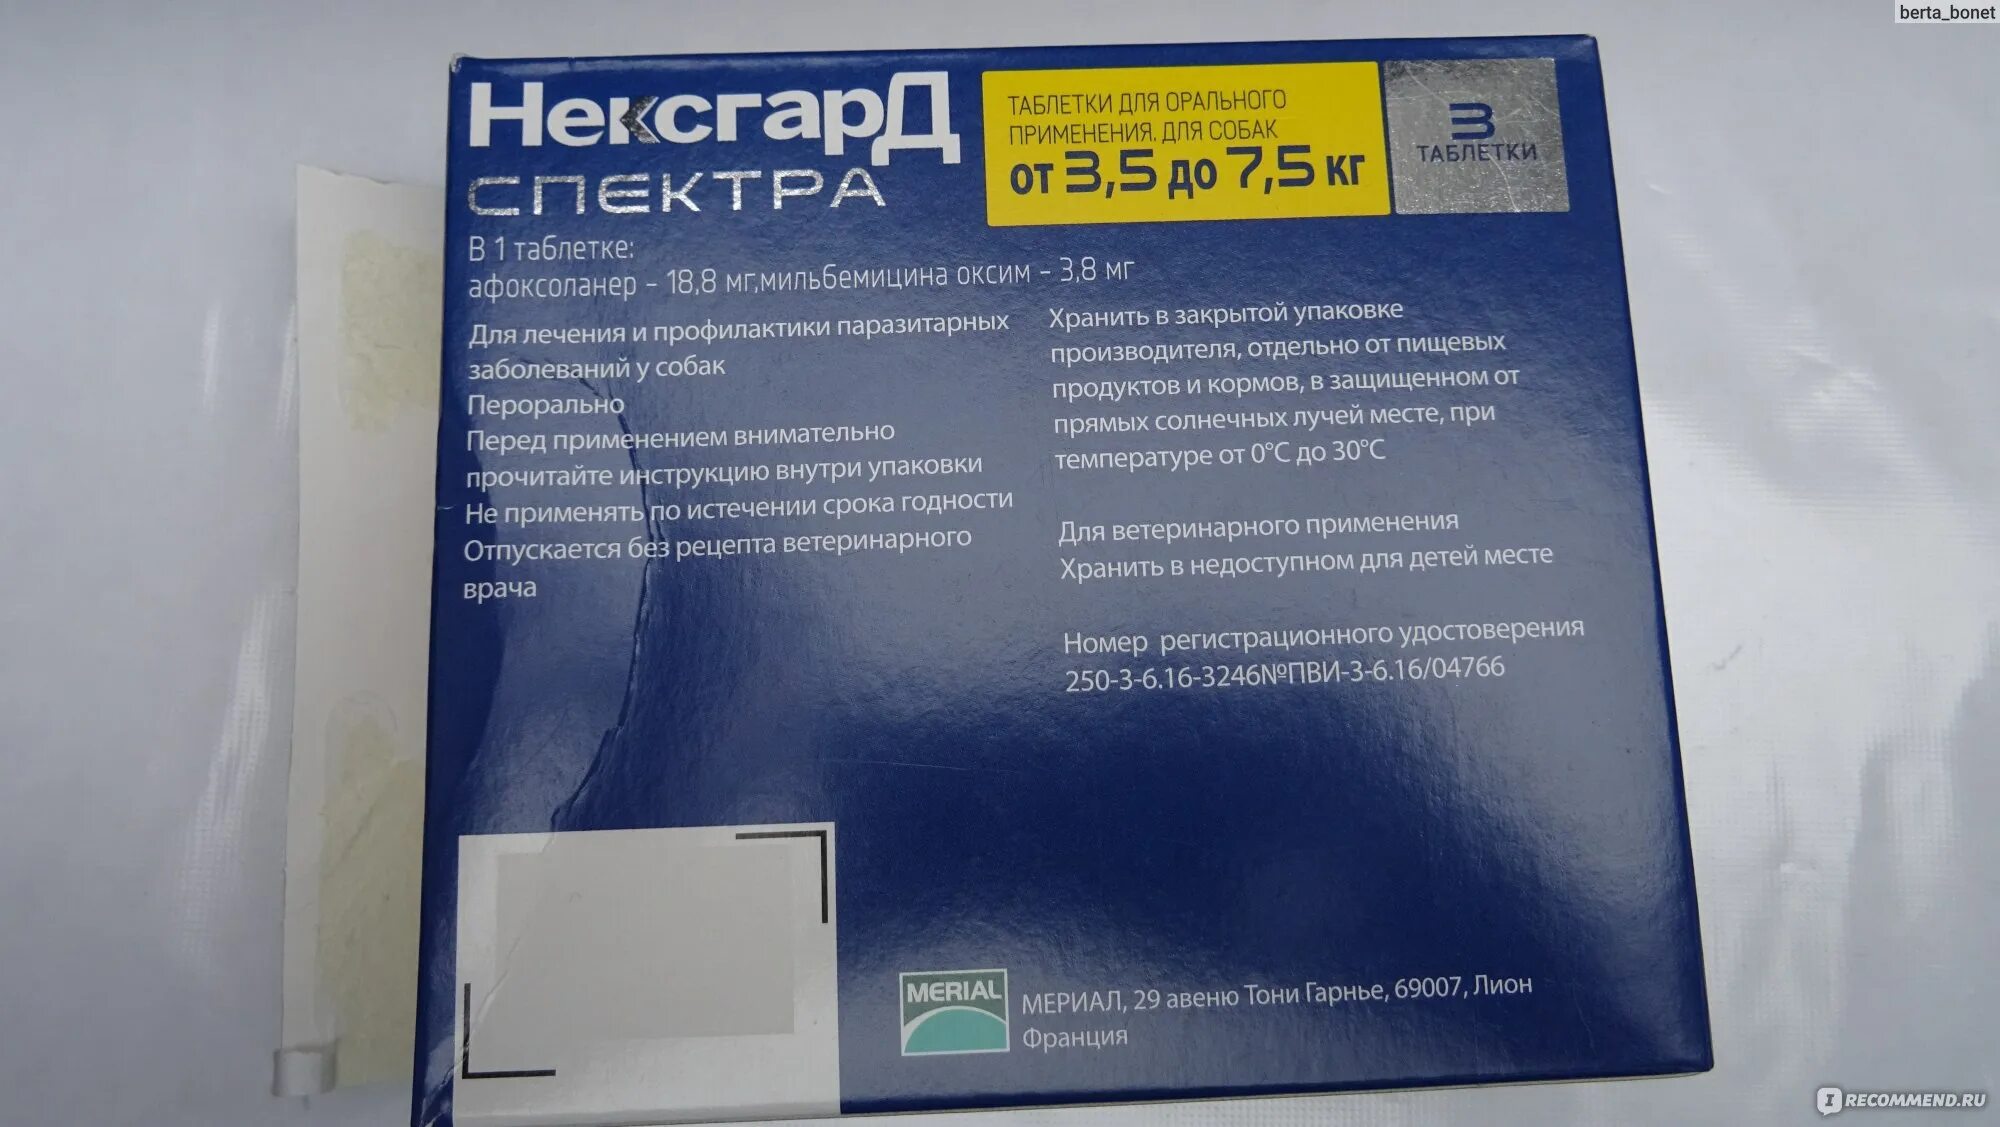 berta_bonet
Нексгард
СПЕКТРА
ТАБЛЕТКИ ДЛЯ ОРАЛЬНОГО
ПРИМЕНЕНИЯ. ДЛЯ СОБАК
от 3,5 до 7,5 кг
3
ТАБЛЕТКИ
В 1 таблетке:
афоксоланер – 18,8 мг,мильбемицина оксим – 3,8 мг
Для лечения и профилактики паразитарных
заболеваний у собак
Перорально
Перед применением внимательно
прочитайте инструкцию внутри упаковки
Не применять по истечении срока годности
Отпускается без рецепта ветеринарного
врача
Хранить в закрытой упаковке
производителя, отдельно от пищевых
продуктов и кормов, в защищенном от
прямых солнечных лучей месте, при
температуре от 0°С до 30°С
Для ветеринарного применения
Хранить в недоступном для детей месте
Номер регистрационного удостоверения
250-3-6.16-3246№ПВИ-3-6.16/04766
MERIAL
МЕРИАЛ, 29 авеню Тони Гарнье, 69007, Лион
Франция
I RECOMMEND.RU